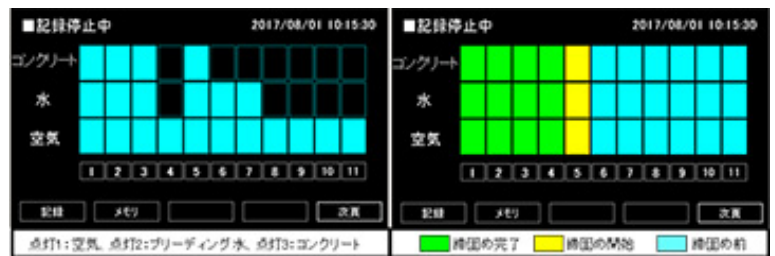 ■記録停止中 2017/08/01 10:15:30
コンクリート
水
空気
1 2 3 4 5 6 7 8 9 10 11
記録 メモリ 次頁
点灯1:空気、点灯2:ブリーディング水、点灯3:コンクリート
■記録停止中 2017/08/01 10:15:30
コンクリート
水
空気
1 2 3 4 5 6 7 8 9 10 11
記録 メモリ 次頁
締固め完了 締固め開始 締固め前